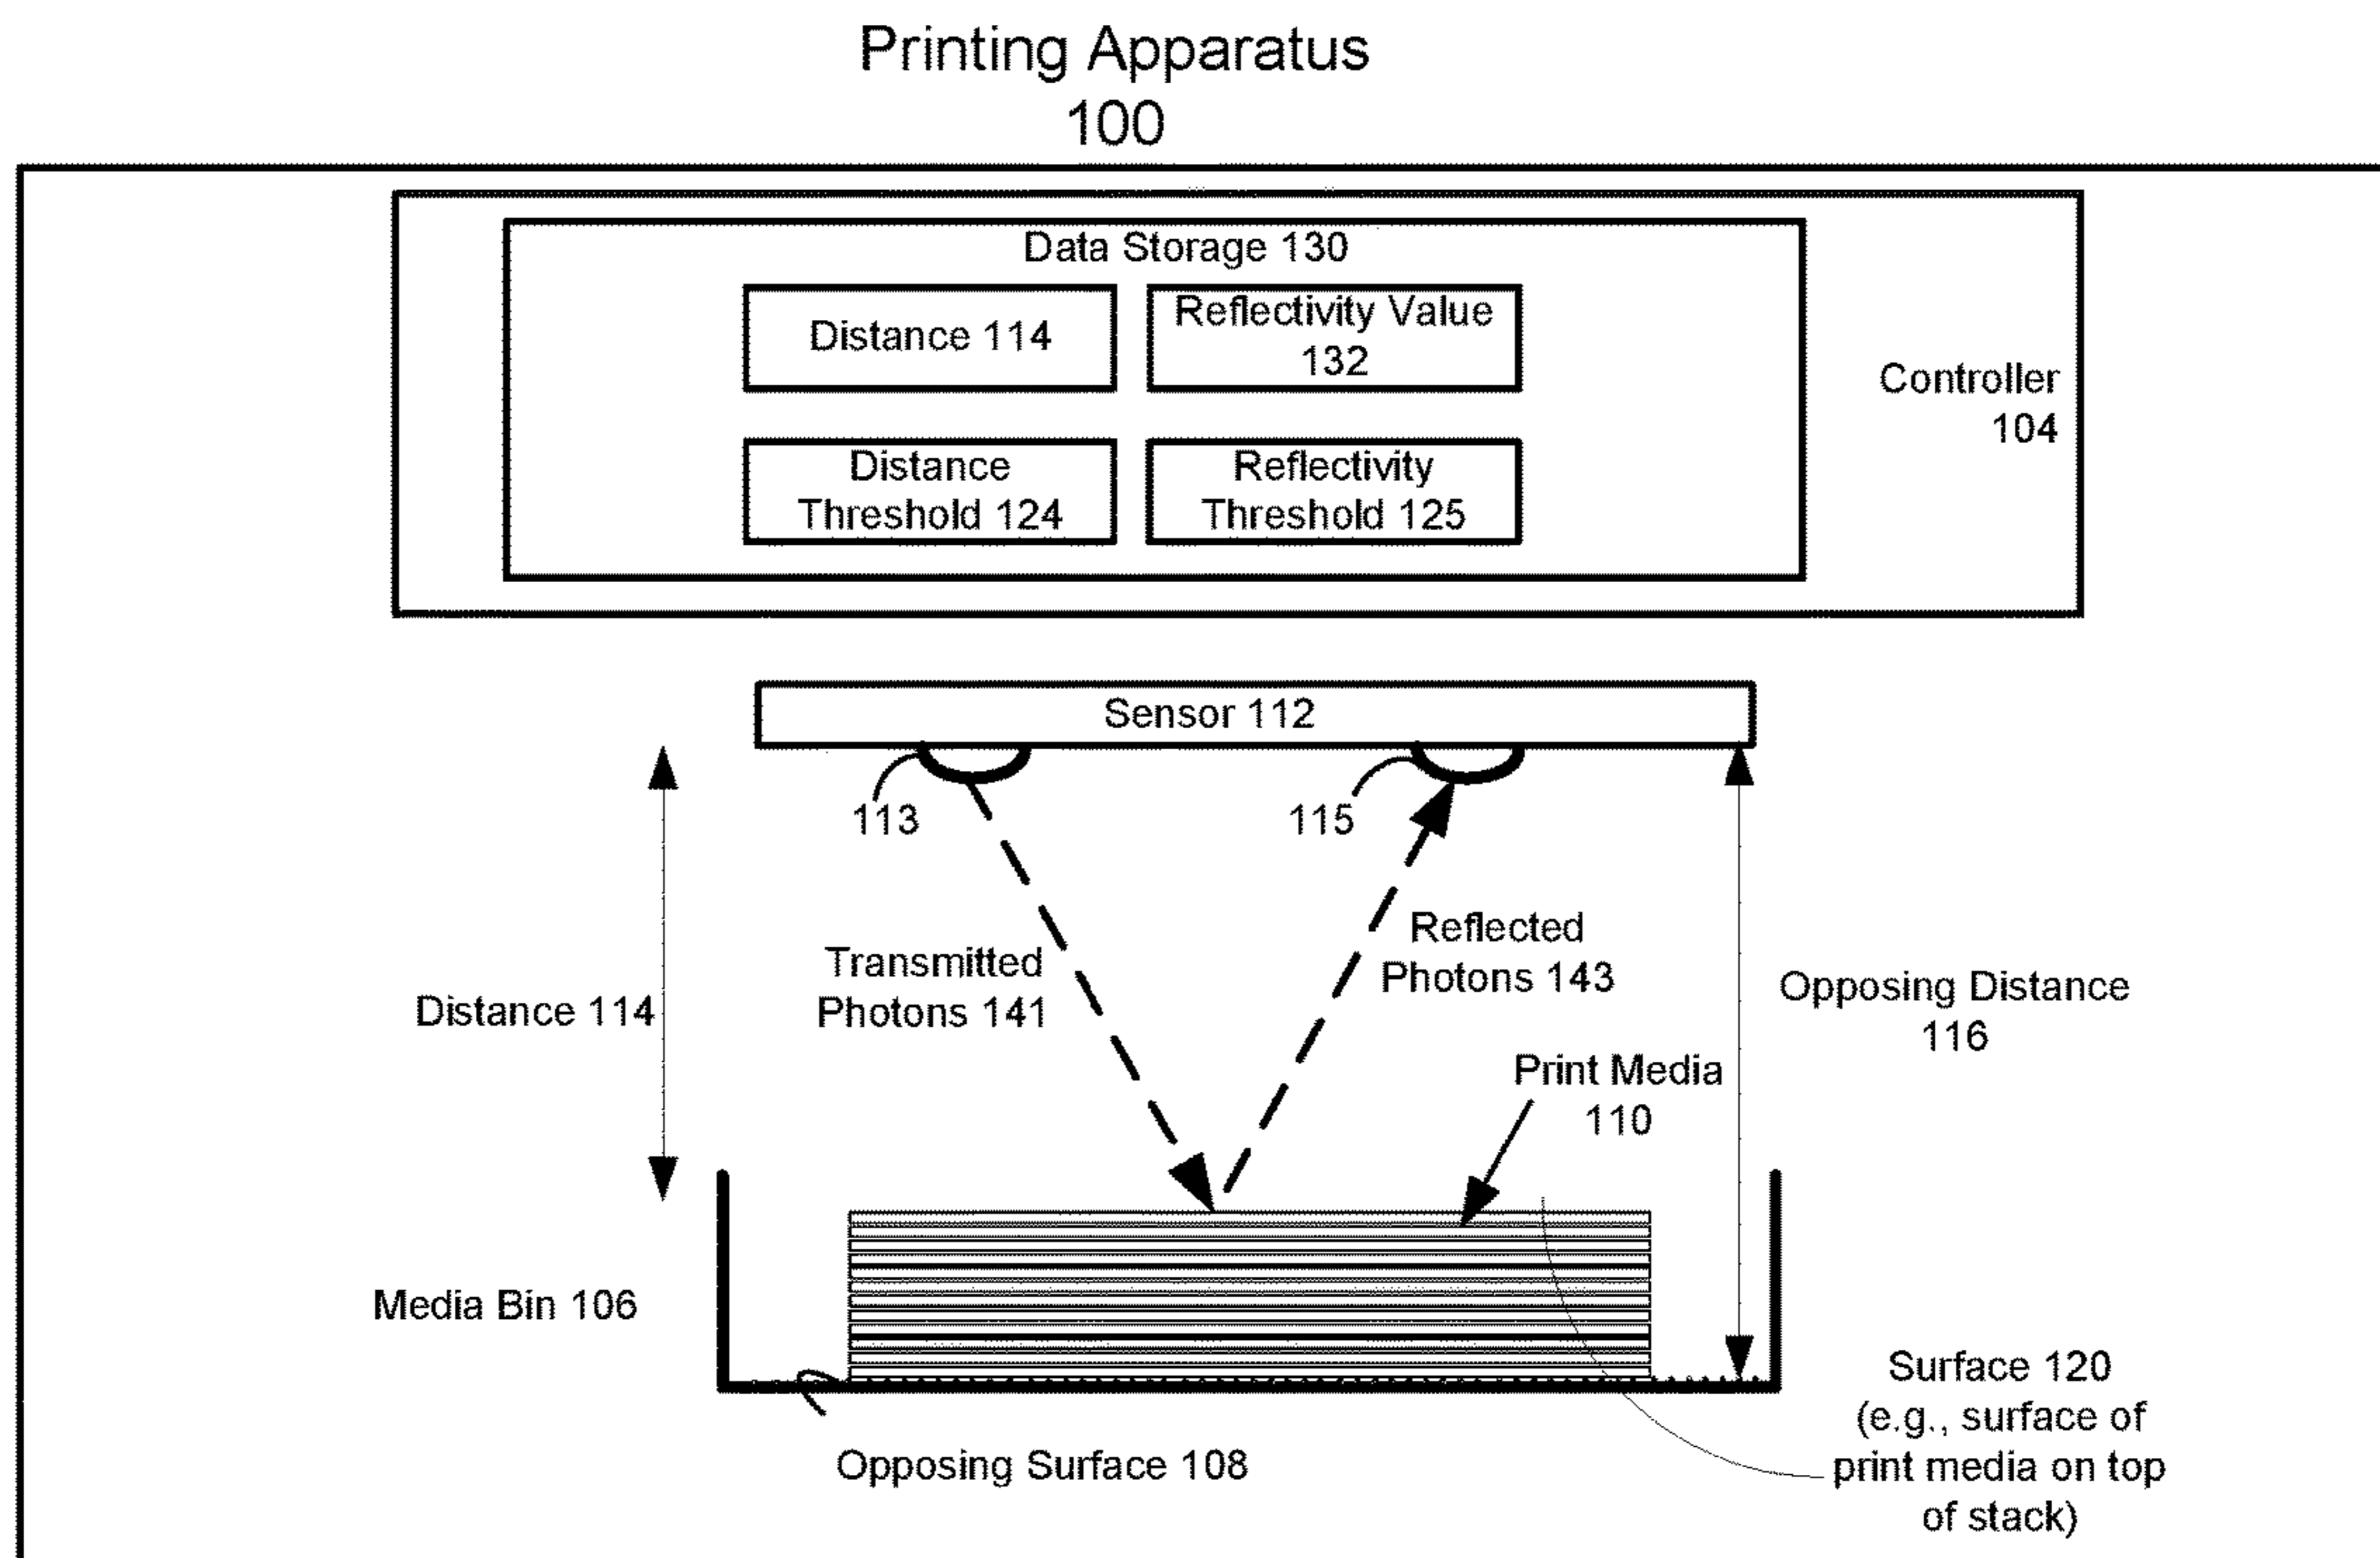 Printing Apparatus
100
Data Storage 130
Distance 114
Reflectivity Value
132
Distance
Threshold 124
Reflectivity
Threshold 125
Controller
104
Sensor 112
113
115
Transmitted
Photons 141
Reflected
Photons 143
Distance 114
Opposing Distance
116
Print Media
110
Media Bin 106
Opposing Surface 108
Surface 120
(e.g., surface of
print media on top
of stack)